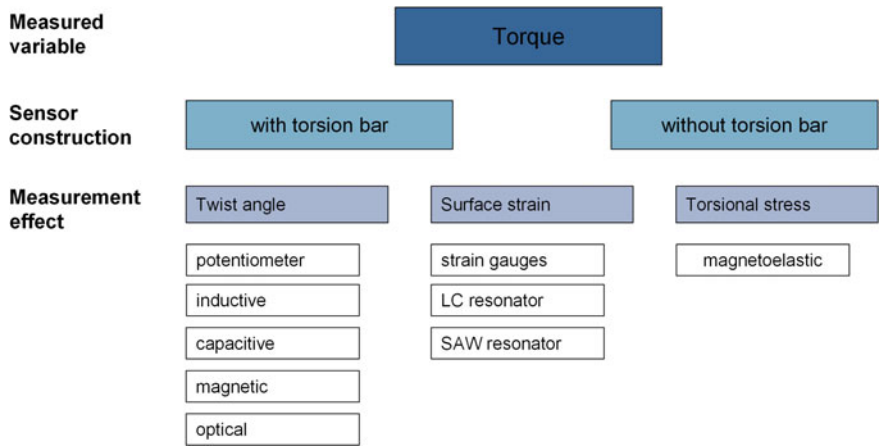 Measured
variable
Torque
Sensor
construction
with torsion bar
without torsion bar
Measurement
effect
Twist angle
Surface strain
Torsional stress
potentiometer
strain gauges
magnetoelastic
inductive
LC resonator
capacitive
SAW resonator
magnetic
optical